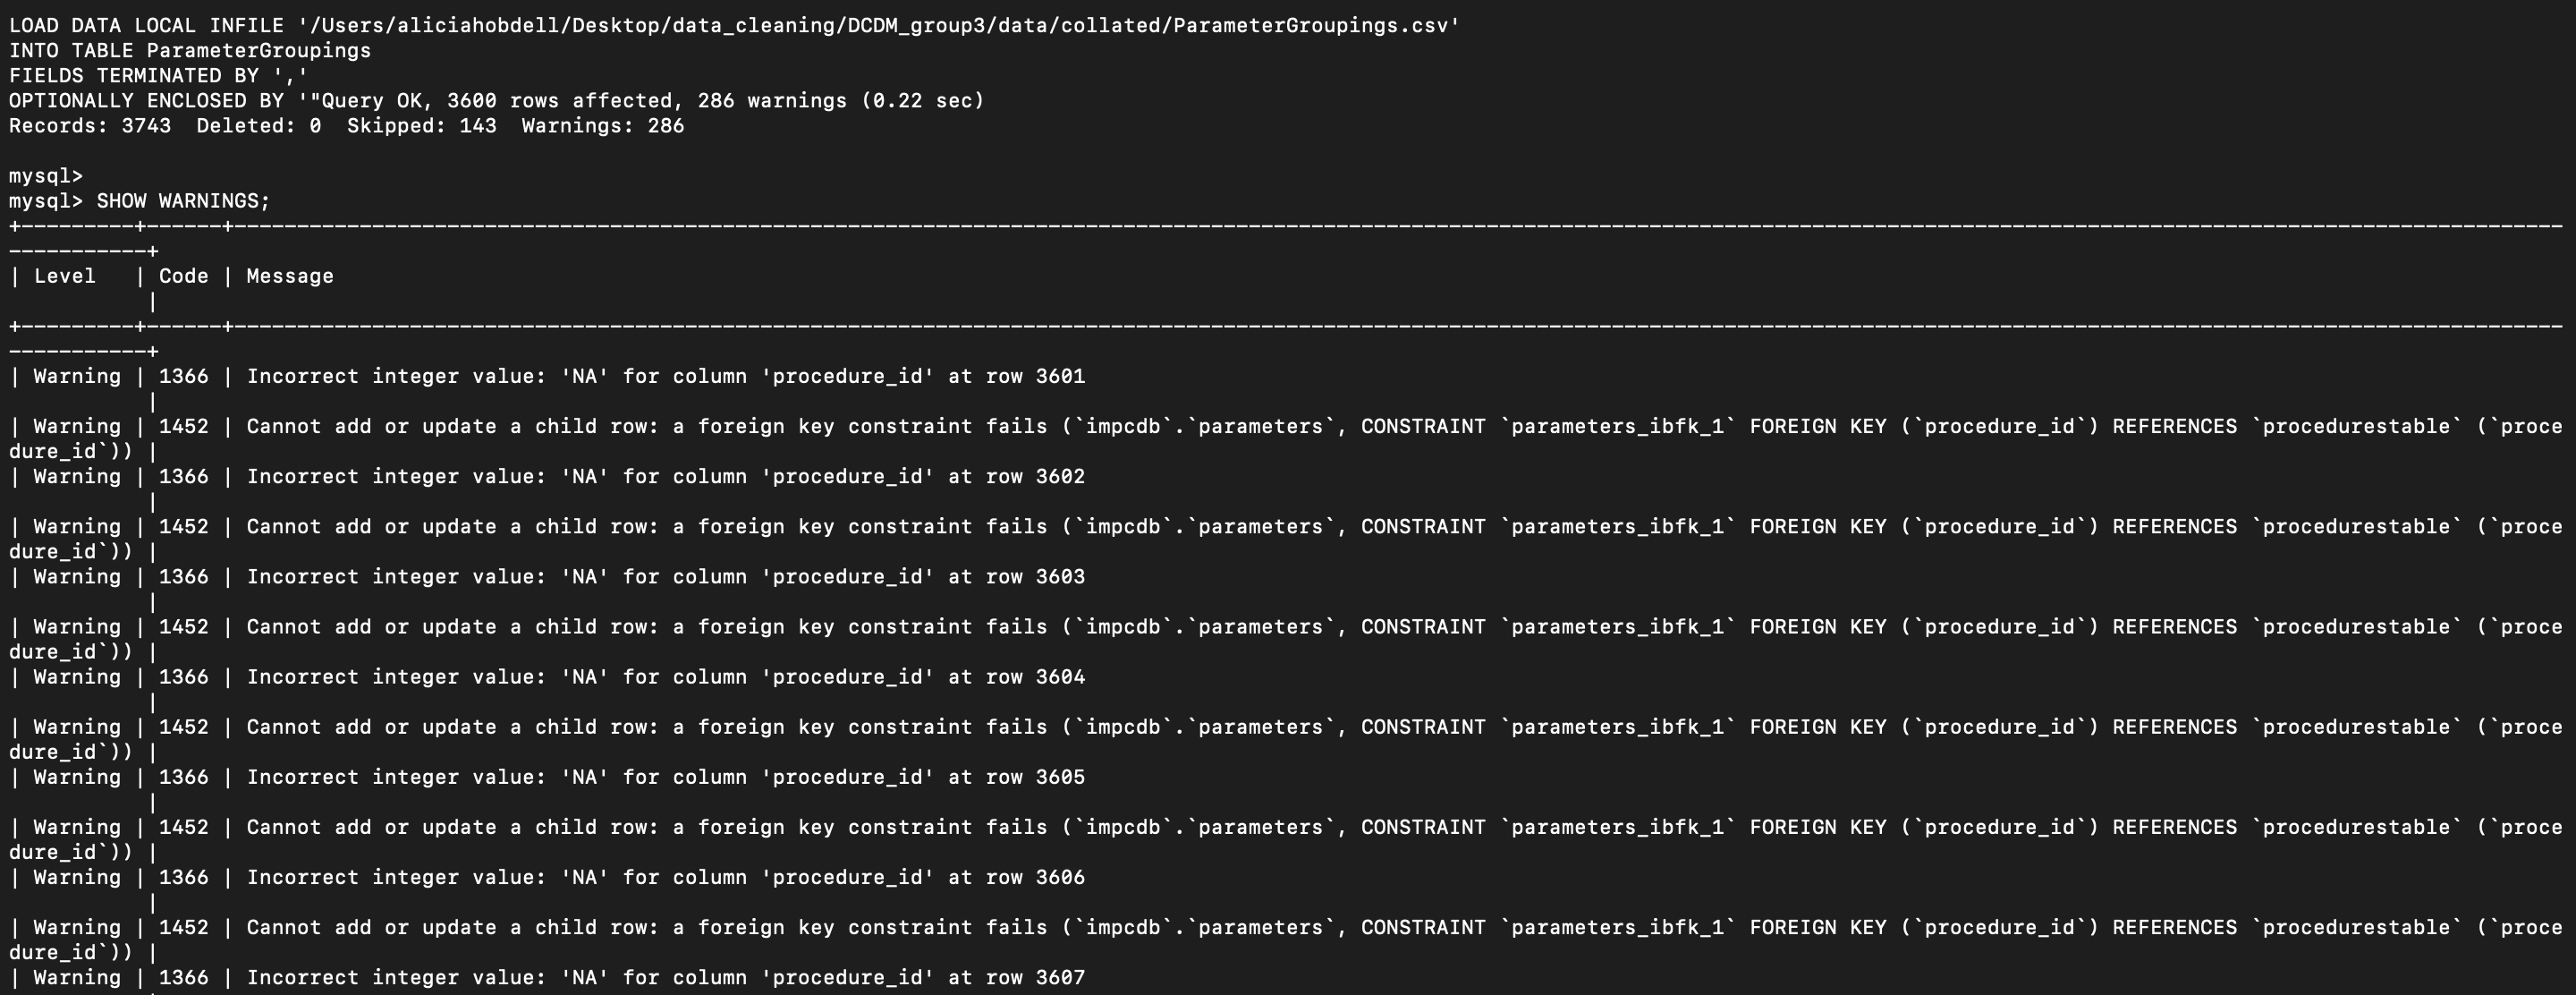 LOAD DATA LOCAL INFILE '/Users/aliciahobdell/Desktop/data_cleaning/DCDM_group3/data/collated/ParameterGroupings.csv'
INTO TABLE ParameterGroupings
FIELDS TERMINATED BY ','
OPTIONALLY ENCLOSED BY '"Query OK, 3600 rows affected, 286 warnings (0.22 sec)
Records: 3743  Deleted: 0  Skipped: 143  Warnings: 286
mysql>
mysql> SHOW WARNINGS;
| Level   | Code | Message
|
| Warning | 1366 | Incorrect integer value: 'NA' for column 'procedure_id' at row 3601
|
| Warning | 1452 | Cannot add or update a child row: a foreign key constraint fails (`impcdb`.`parameters`, CONSTRAINT `parameters_ibfk_1` FOREIGN KEY (`procedure_id`) REFERENCES `procedurestable` (`proce
dure_id`)) |
| Warning | 1366 | Incorrect integer value: 'NA' for column 'procedure_id' at row 3602
|
| Warning | 1452 | Cannot add or update a child row: a foreign key constraint fails (`impcdb`.`parameters`, CONSTRAINT `parameters_ibfk_1` FOREIGN KEY (`procedure_id`) REFERENCES `procedurestable` (`proce
dure_id`)) |
| Warning | 1366 | Incorrect integer value: 'NA' for column 'procedure_id' at row 3603
|
| Warning | 1452 | Cannot add or update a child row: a foreign key constraint fails (`impcdb`.`parameters`, CONSTRAINT `parameters_ibfk_1` FOREIGN KEY (`procedure_id`) REFERENCES `procedurestable` (`proce
dure_id`)) |
| Warning | 1366 | Incorrect integer value: 'NA' for column 'procedure_id' at row 3604
|
| Warning | 1452 | Cannot add or update a child row: a foreign key constraint fails (`impcdb`.`parameters`, CONSTRAINT `parameters_ibfk_1` FOREIGN KEY (`procedure_id`) REFERENCES `procedurestable` (`proce
dure_id`)) |
| Warning | 1366 | Incorrect integer value: 'NA' for column 'procedure_id' at row 3605
|
| Warning | 1452 | Cannot add or update a child row: a foreign key constraint fails (`impcdb`.`parameters`, CONSTRAINT `parameters_ibfk_1` FOREIGN KEY (`procedure_id`) REFERENCES `procedurestable` (`proce
dure_id`)) |
| Warning | 1366 | Incorrect integer value: 'NA' for column 'procedure_id' at row 3606
|
| Warning | 1452 | Cannot add or update a child row: a foreign key constraint fails (`impcdb`.`parameters`, CONSTRAINT `parameters_ibfk_1` FOREIGN KEY (`procedure_id`) REFERENCES `procedurestable` (`proce
dure_id`)) |
| Warning | 1366 | Incorrect integer value: 'NA' for column 'procedure_id' at row 3607